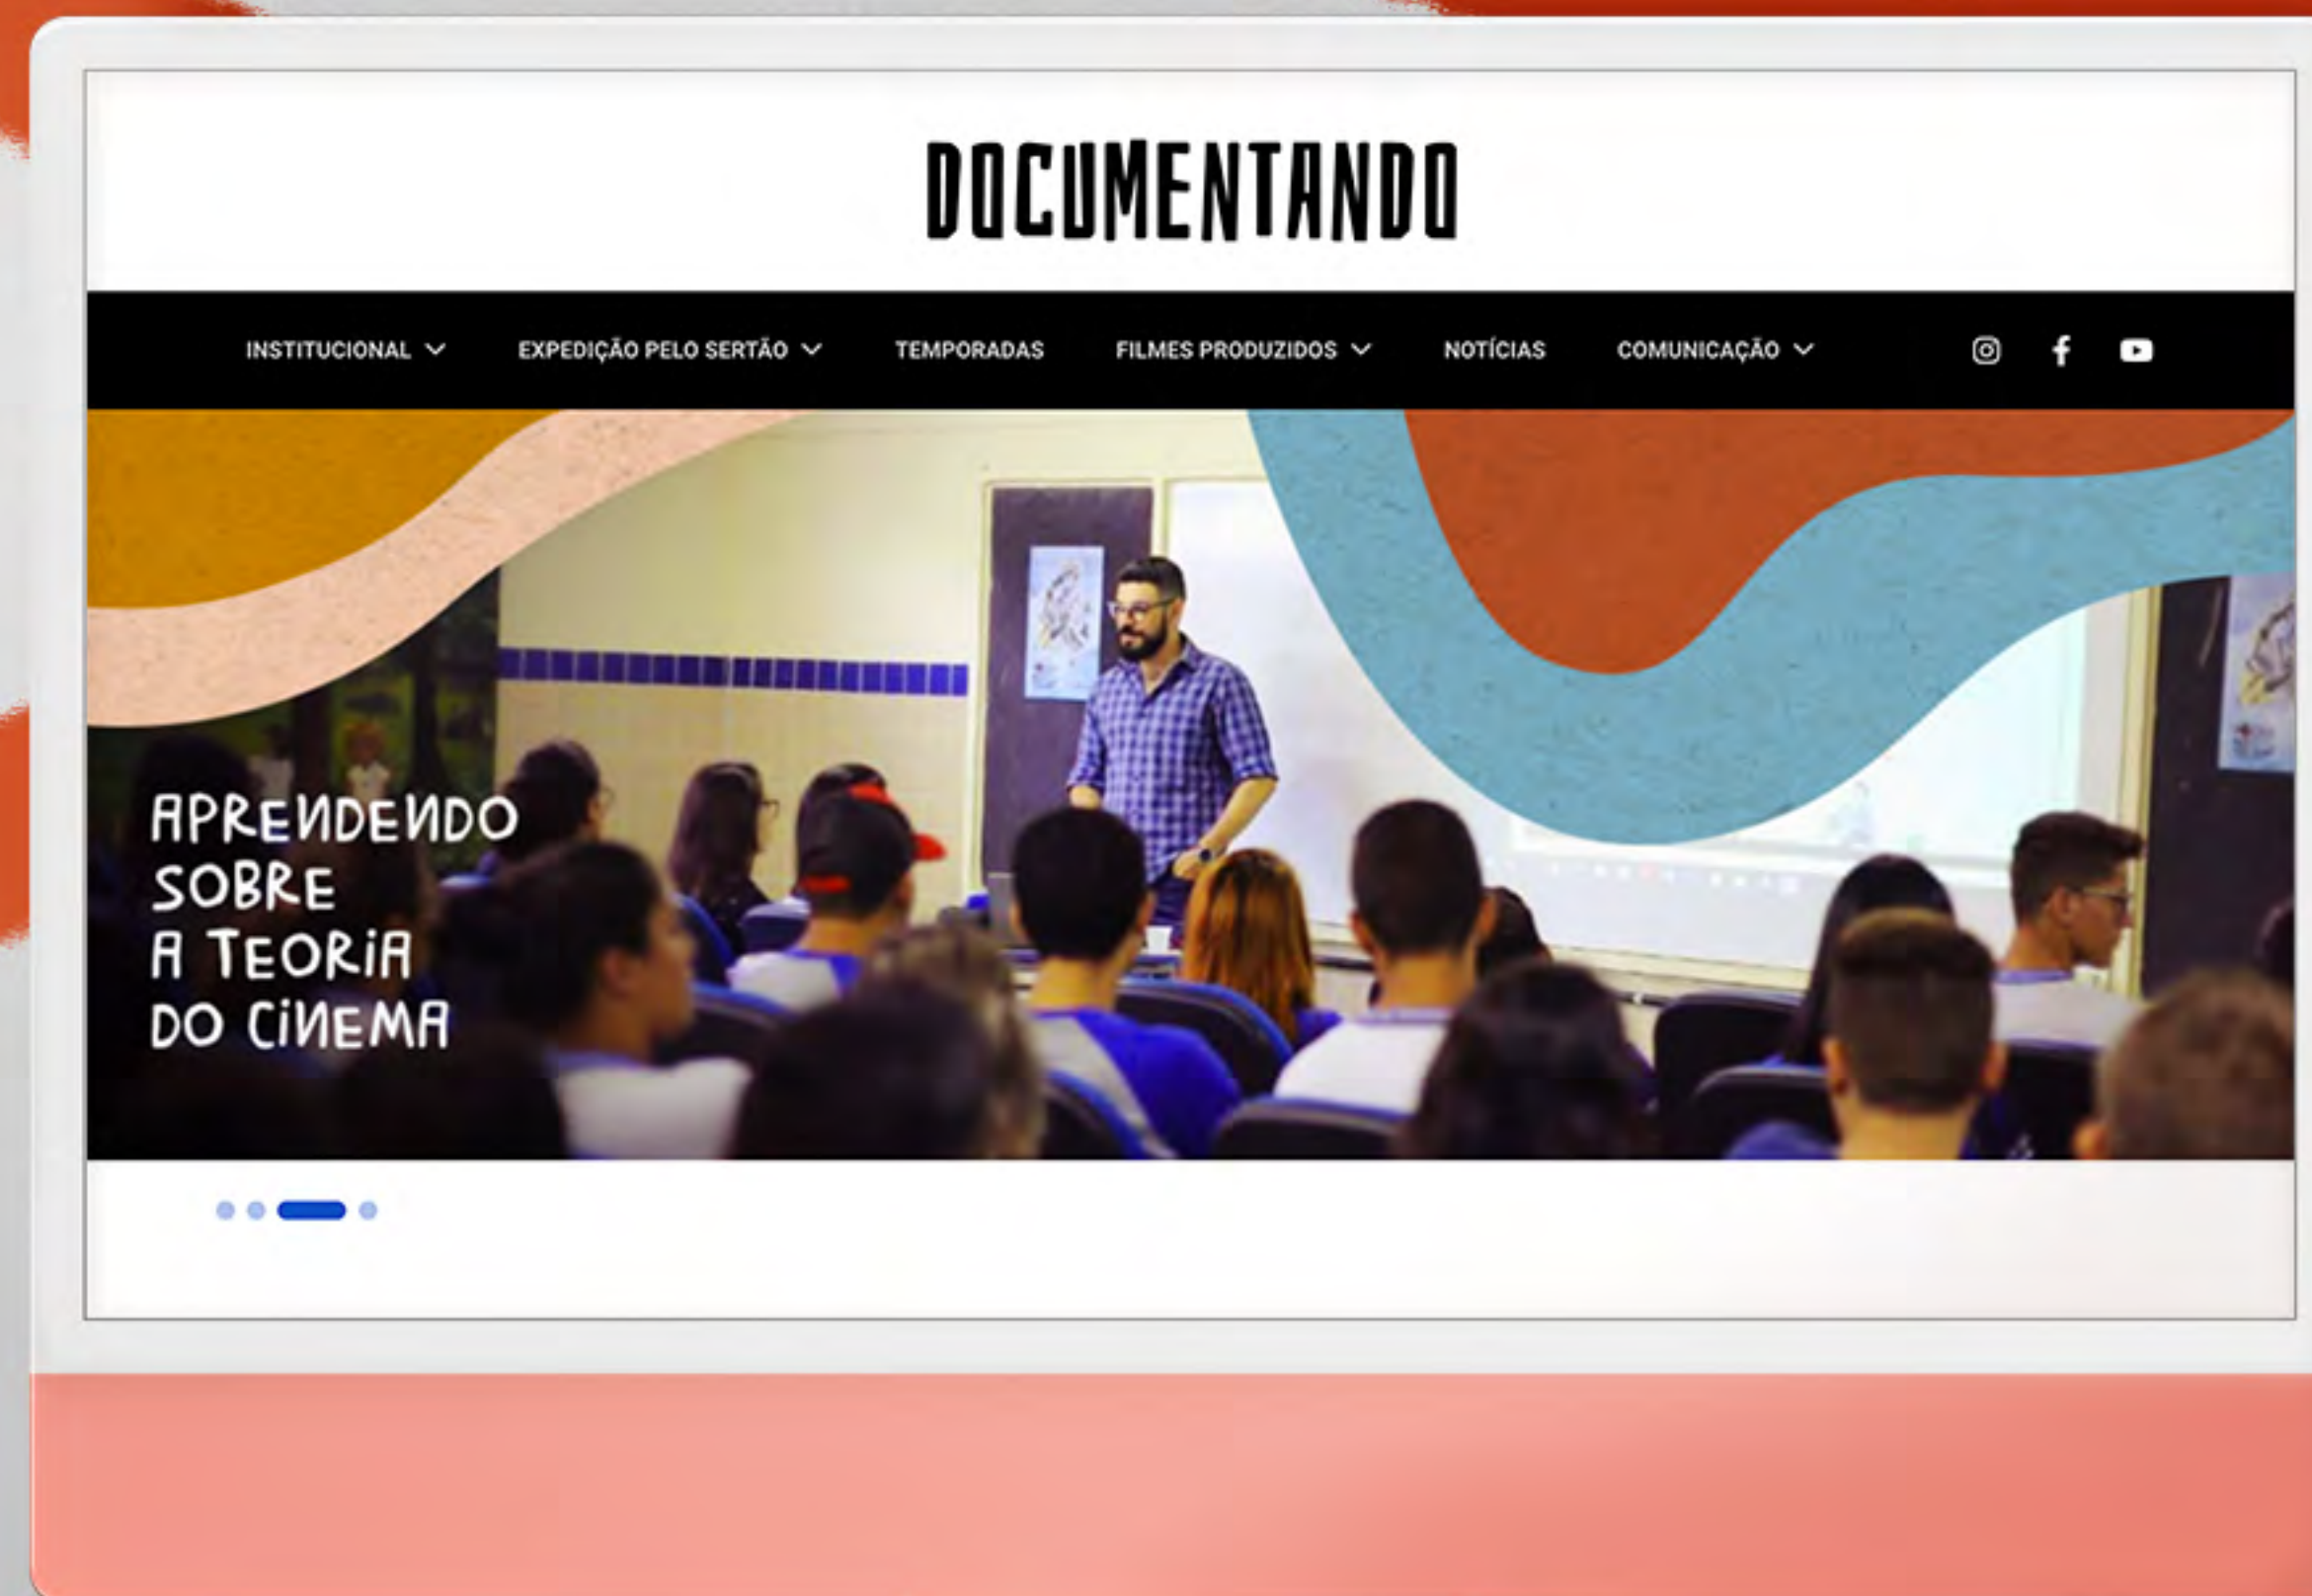 DOCUMENTANDO
INSTITUCIONAL EXPEDIÇÃO PELO SERTÃO TEMPORADAS FILMES PRODUZIDOS NOTÍCIAS COMUNICAÇÃO
APRENDENDO
SOBRE
A TEORIA
DO CINEMA